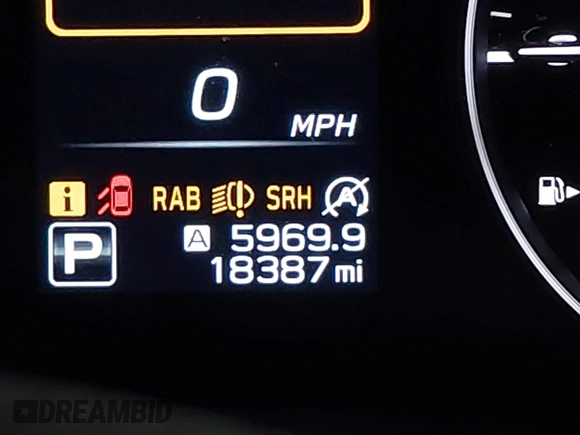 0
MPH
i RAB SRH A
P A 5969.9
18387 mi
DREAMBID